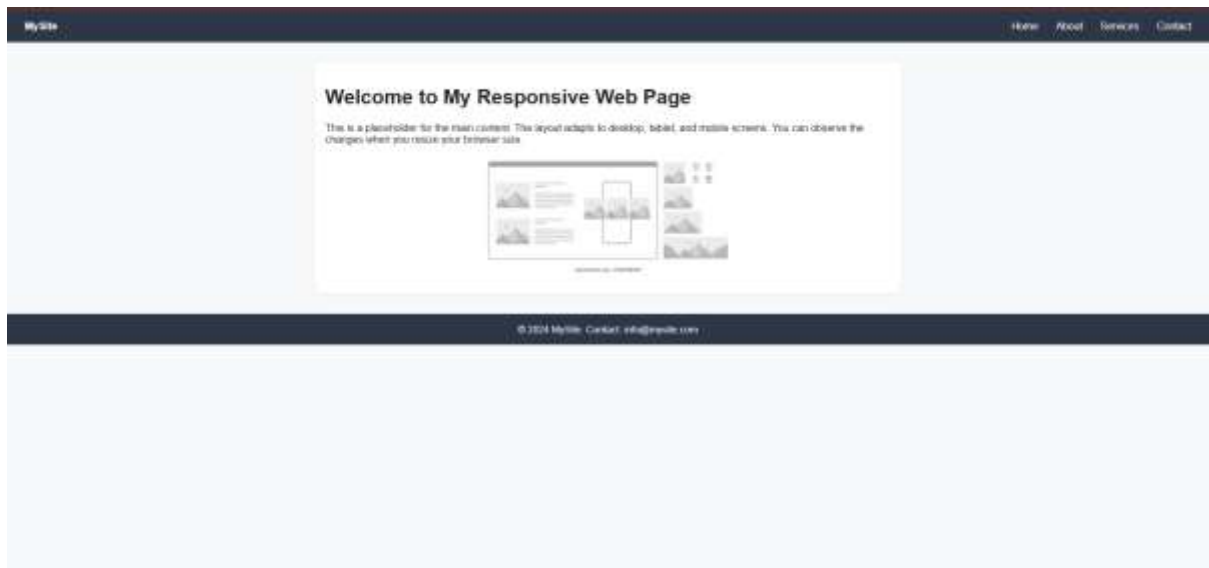 MySite
Home About Services Contact
Welcome to My Responsive Web Page
This is a placeholder for the main content. The layout adapts to desktop, tablet, and mobile screens. You can observe the
changes when you resize your browser size.
© 2024 MySite. Contact: info@mysite.com